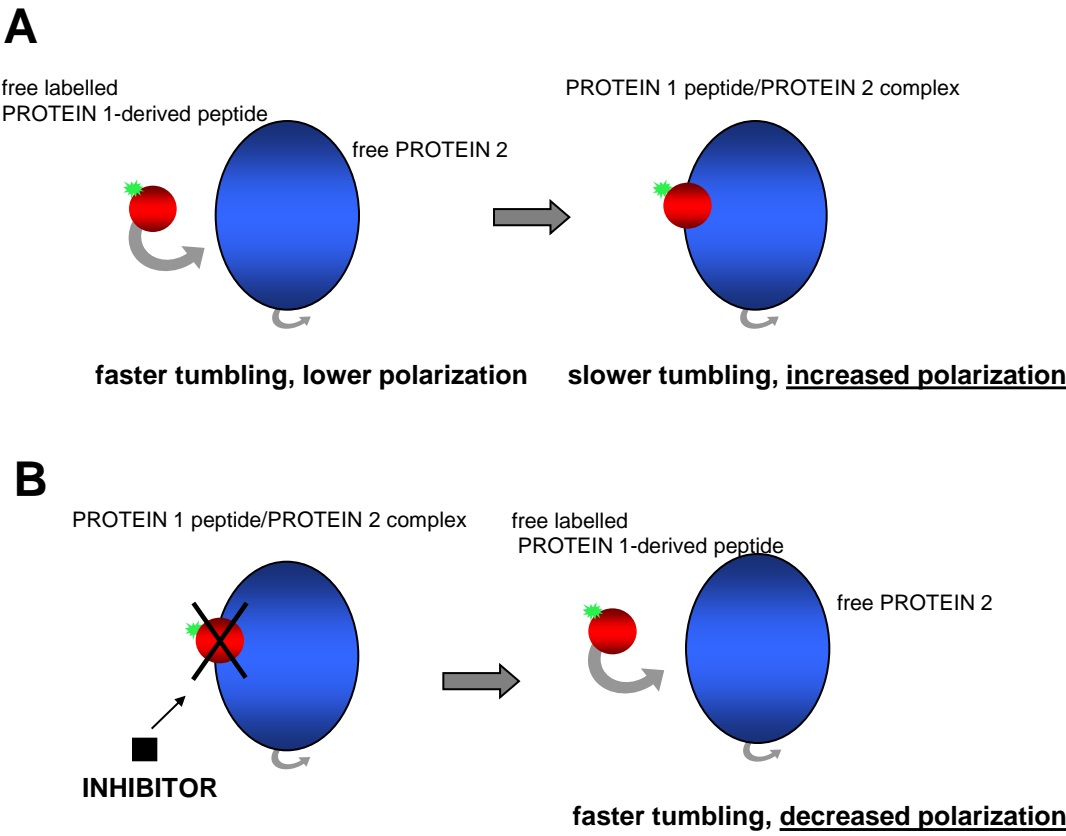 A
free labelled
PROTEIN 1-derived peptide
free PROTEIN 2
PROTEIN 1 peptide/PROTEIN 2 complex
faster tumbling, lower polarization
slower tumbling, increased polarization
B
PROTEIN 1 peptide/PROTEIN 2 complex
INHIBITOR
free labelled
PROTEIN 1-derived peptide
free PROTEIN 2
faster tumbling, decreased polarization